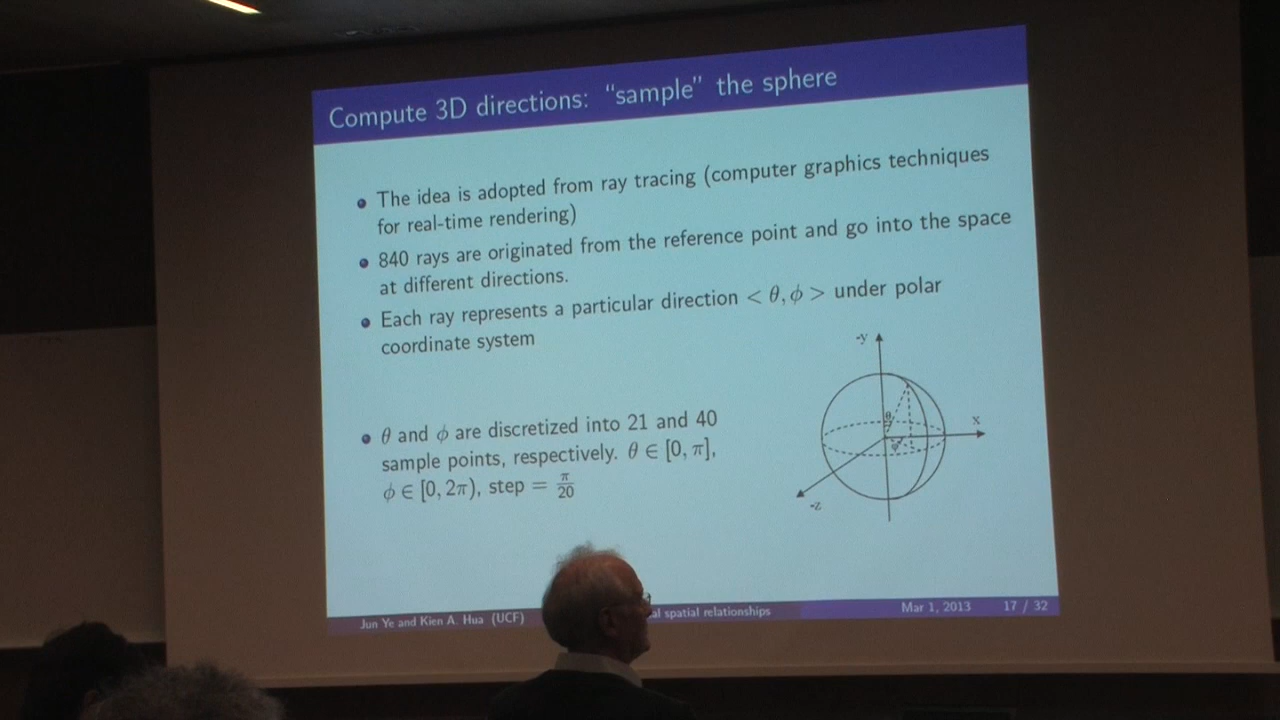 Compute 3D directions: “sample” the sphere
The idea is adopted from ray tracing (computer graphics techniques
for real-time rendering)
840 rays are originated from the reference point and go into the space
at different directions.
Each ray represents a particular direction < θ, ϕ > under polar
coordinate system
θ and ϕ are discretized into 21 and 40
sample points, respectively. θ ∈ [0, π],
ϕ ∈ [0, 2π), step = π/20
-y
θ
x
-z
Jun Ye and Kien A. Hua (UCF)
spatial relationships
Mar 1, 2013
17 / 32